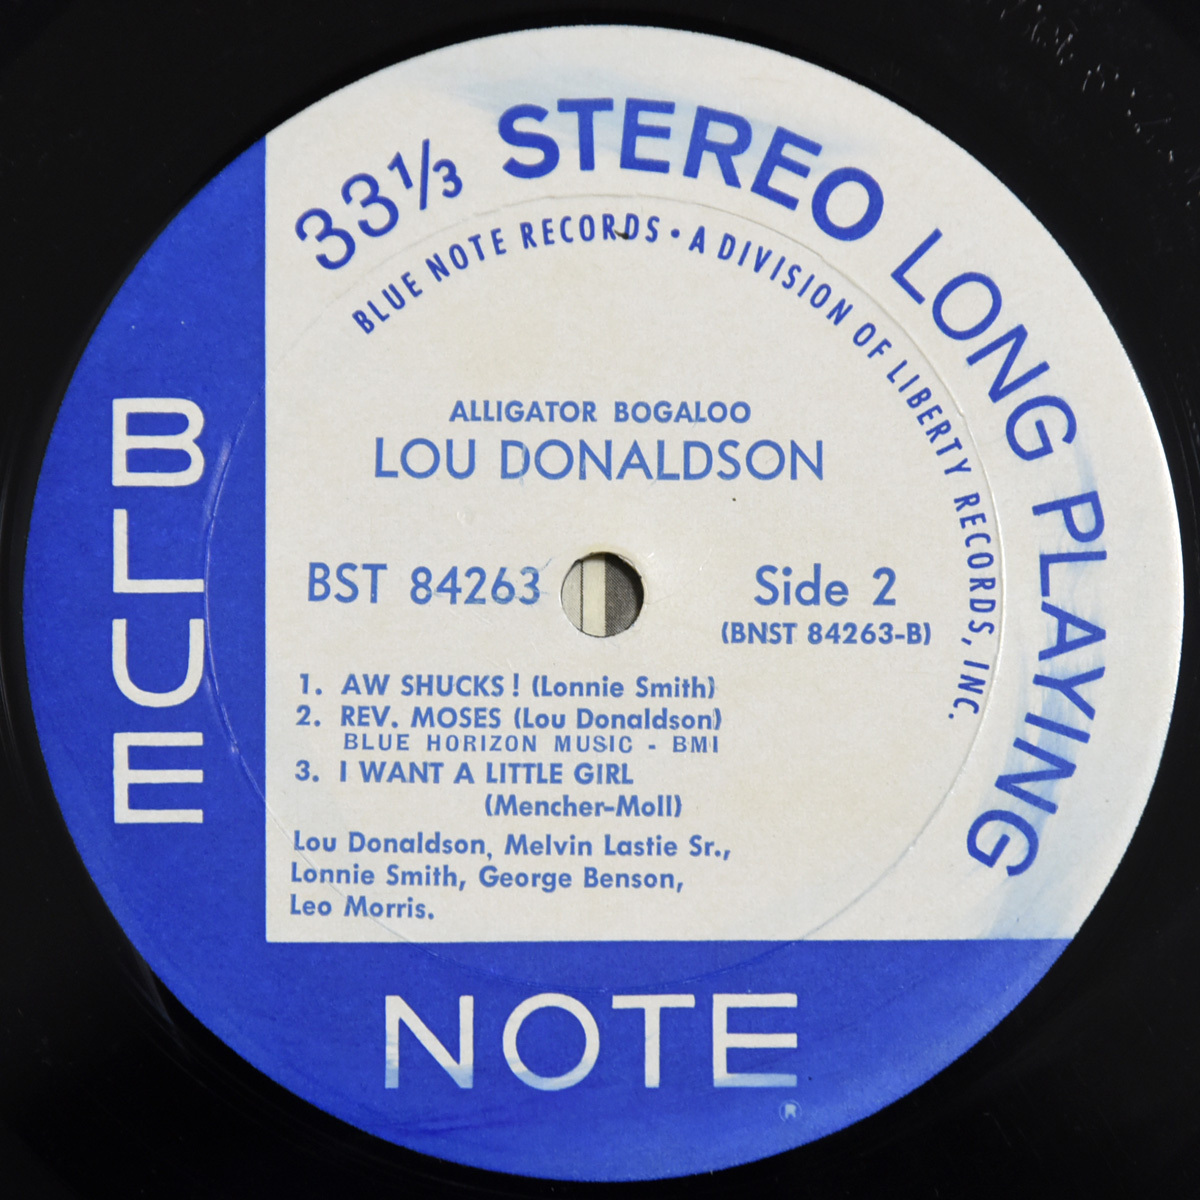 33⅓ STEREO LONG PLAYING
BLUE NOTE RECORDS · A DIVISION OF LIBERTY RECORDS, INC.
ALLIGATOR BOGALOO
LOU DONALDSON
BST 84263
Side 2
(BNST 84263-B)
1. AW SHUCKS! (Lonnie Smith)
2. REV. MOSES (Lou Donaldson)
BLUE HORIZON MUSIC - BMI
3. I WANT A LITTLE GIRL
(Mencher-Moll)
Lou Donaldson, Melvin Lastie Sr.,
Lonnie Smith, George Benson,
Leo Morris.
BLUE
NOTE
®